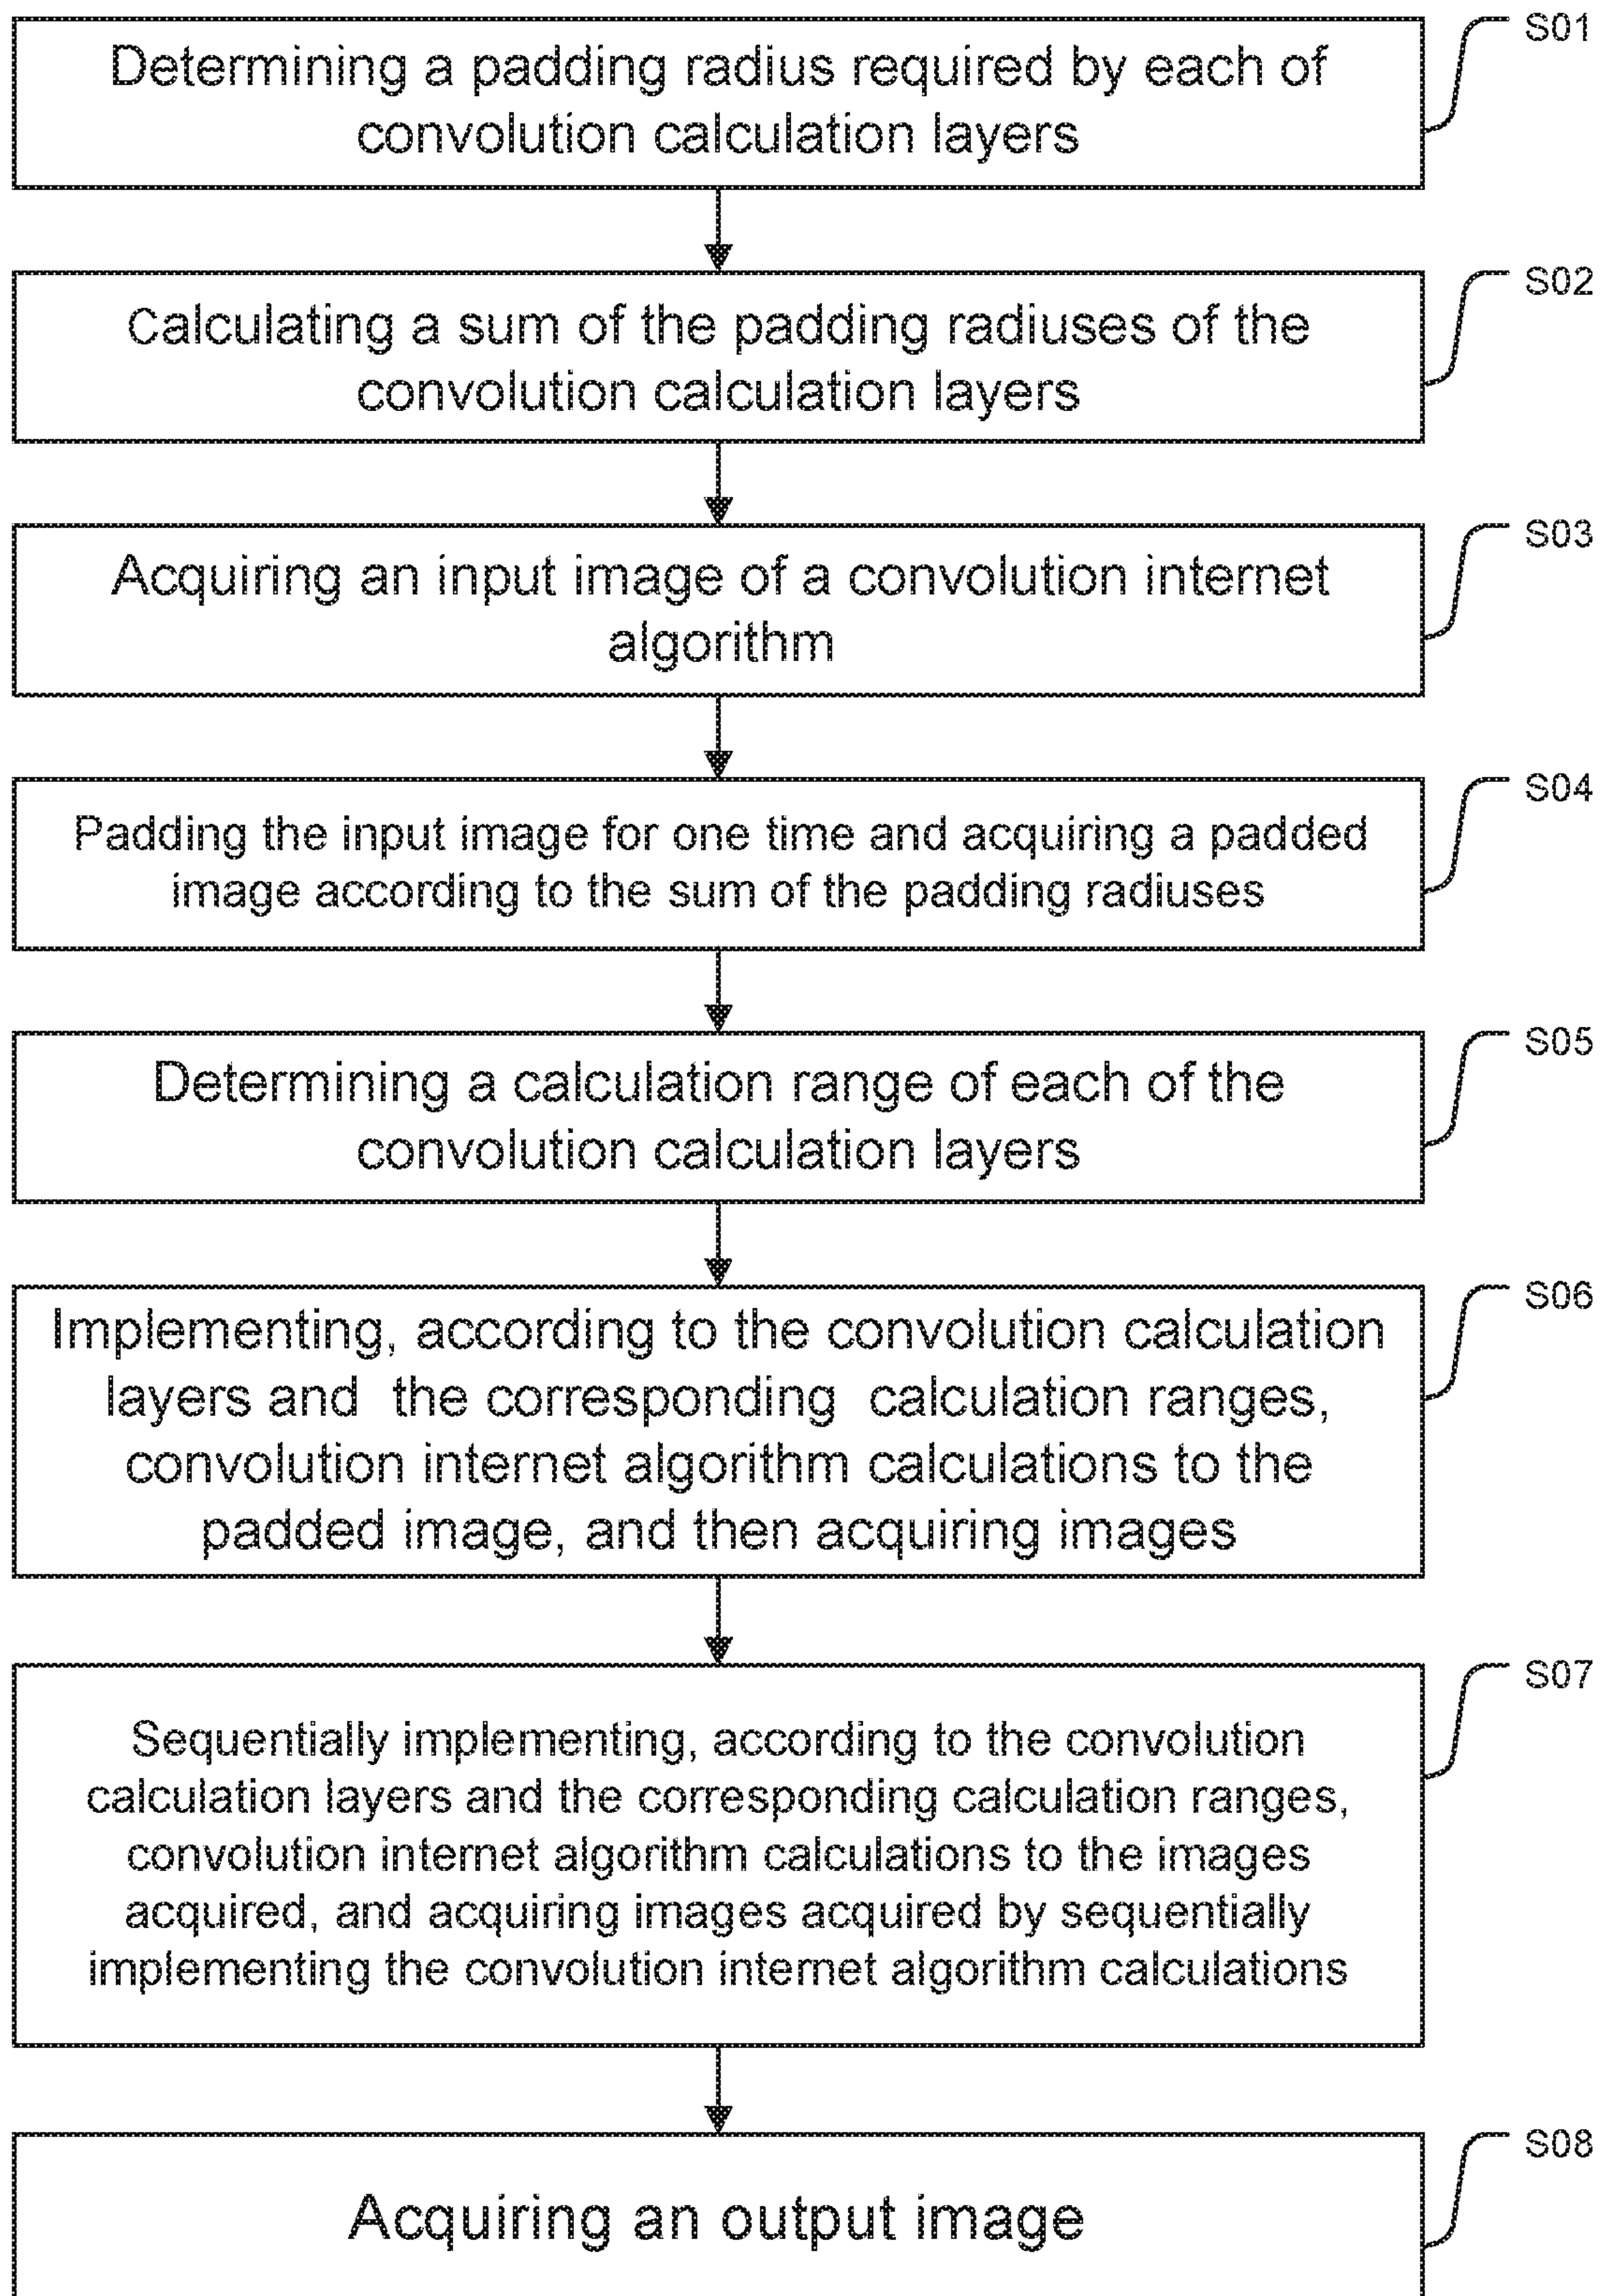 S01
Determining a padding radius required by each of
convolution calculation layers
S02
Calculating a sum of the padding radiuses of the
convolution calculation layers
S03
Acquiring an input image of a convolution internet
algorithm
S04
Padding the input image for one time and acquiring a padded
image according to the sum of the padding radiuses
S05
Determining a calculation range of each of the
convolution calculation layers
S06
Implementing, according to the convolution calculation
layers and the corresponding calculation ranges,
convolution internet algorithm calculations to the
padded image, and then acquiring images
S07
Sequentially implementing, according to the convolution
calculation layers and the corresponding calculation ranges,
convolution internet algorithm calculations to the images
acquired, and acquiring images acquired by sequentially
implementing the convolution internet algorithm calculations
S08
Acquiring an output image